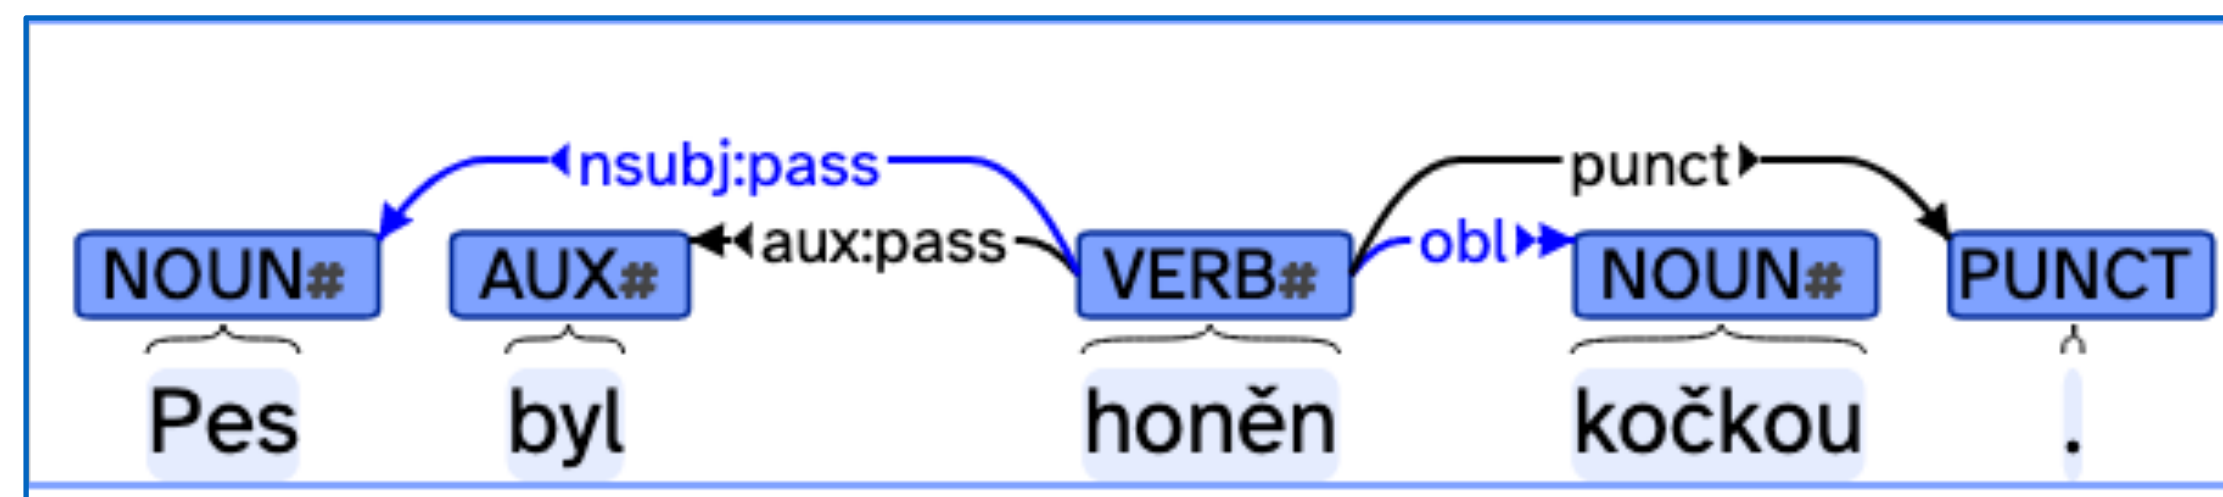 nsubj:pass punct
aux:pass obl
NOUN# AUX# VERB# NOUN# PUNCT
Pes byl honěn kočkou .